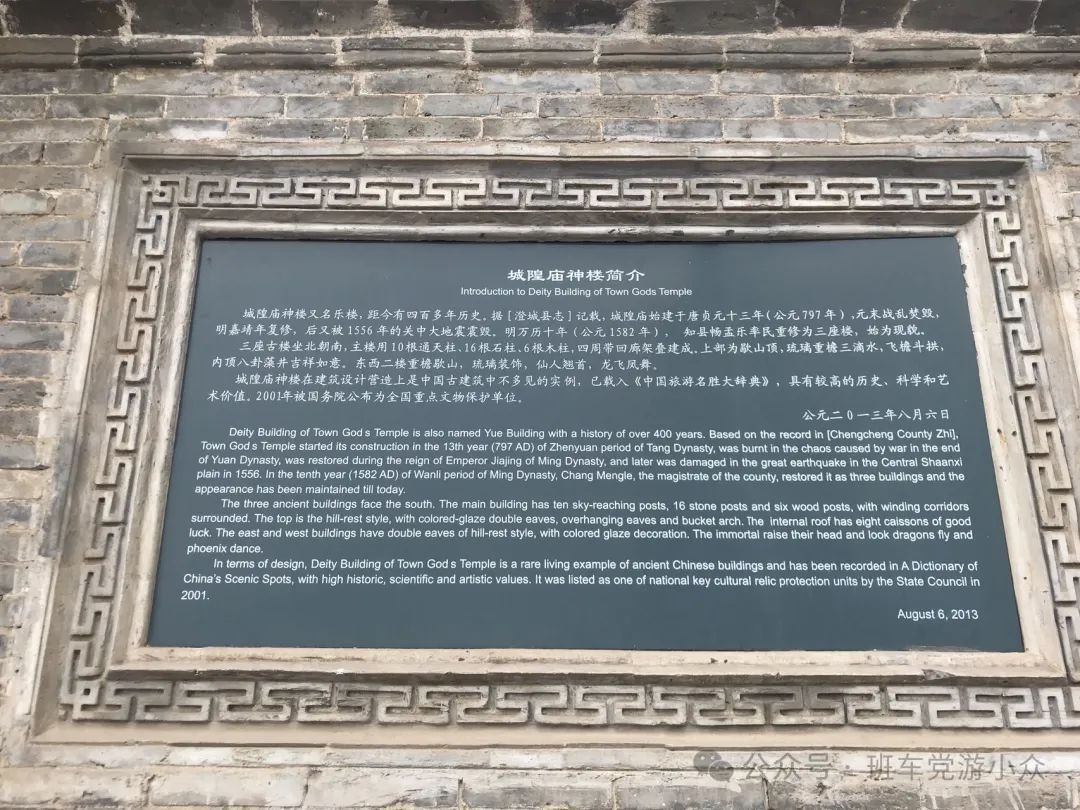 城隍庙神楼简介
Introduction to Deity Building of Town Gods Temple
城隍庙神楼又名乐楼，距今有四百多年历史。据[澄城县志]记载，城隍庙始建于唐贞元十三年(公元797年),元末战乱焚毁,
明嘉靖年复修，后又被1556年的关中大地震震毁。明万历十年（公元1582年），知县畅孟乐率民重修为三座楼，始为现貌。
三座古楼坐北朝南,主楼用10根通天柱、16根石柱、6根木柱,四周带回廊架叠建成。上部为歇山顶,琉璃重檐三滴水,飞檐斗拱,
内顶八卦藻井吉祥如意。东西二楼重檐歇山，琉璃装饰，仙人翘首，龙飞凤舞。
城隍庙神楼在建筑设计营造上是中国古建筑中不多见的实例，已载入《中国旅游名胜大辞典》，具有较高的历史、科学和艺
术价值。2001年被国务院公布为全国重点文物保护单位。
公元二0一三年八月六日
Deity Building of Town God s Temple is also named Yue Building with a history of over 400 years. Based on the record in [Chengcheng County Zhi],
Town God s Temple started its construction in the 13th year (797 AD) of Zhenyuan period of Tang Dynasty, was burnt in the chaos caused by war in the end
of Yuan Dynasty, was restored during the reign of Emperor Jiajing of Ming Dynasty, and later was damaged in the great earthquake in the Central Shaanxi
plain in 1556. In the tenth year (1582 AD) of Wanli period of Ming Dynasty, Chang Mengle, the magistrate of the county, restored it as three buildings and the
appearance has been maintained till today.
The three ancient buildings face the south. The main building has ten sky-reaching posts, 16 stone posts and six wood posts, with winding corridors
surrounded. The top is the hill-rest style, with colored-glaze double eaves, overhanging eaves and bucket arch. The internal roof has eight caissons of good
luck. The east and west buildings have double eaves of hill-rest style, with colored glaze decoration. The immortal raise their head and look dragons fly and
phoenix dance.
In terms of design, Deity Building of Town God s Temple is a rare living example of ancient Chinese buildings and has been recorded in A Dictionary of
China's Scenic Spots, with high historic, scientific and artistic values. It was listed as one of national key cultural relic protection units by the State Council in
2001.
August 6, 2013
公众号·班车党游小众